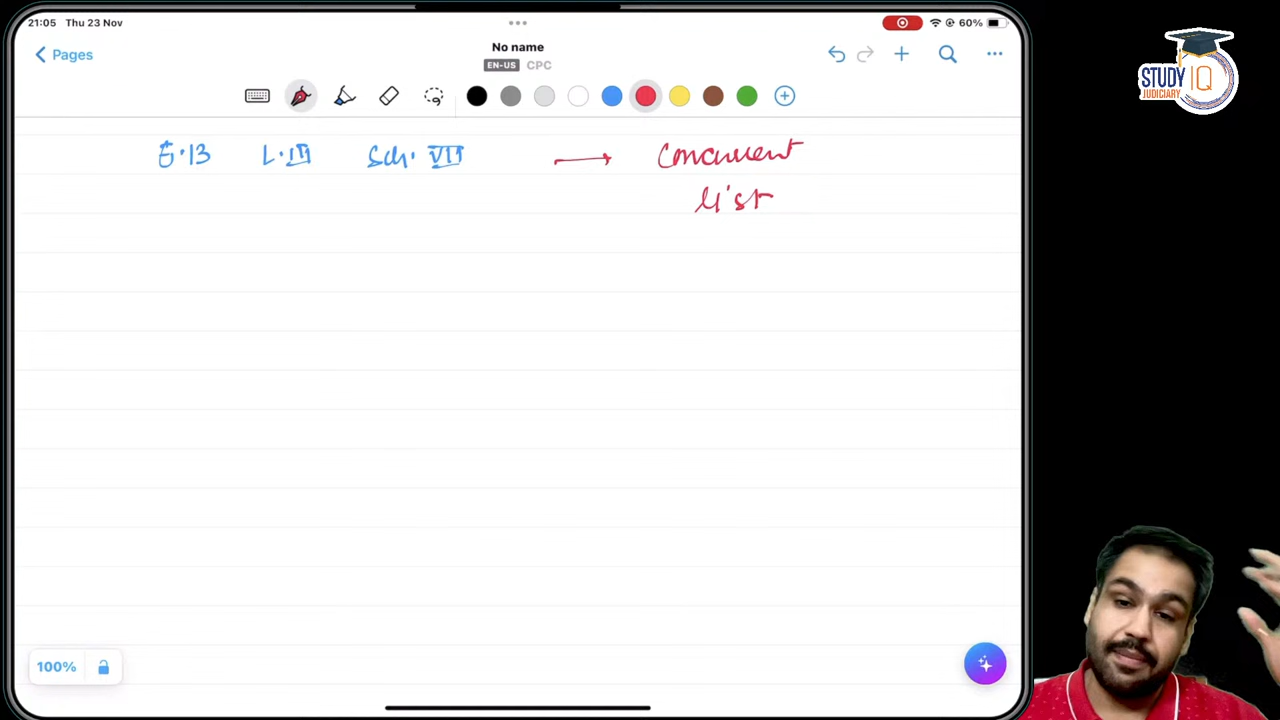 21:05 Thu 23 Nov
60%
Pages
No name
EN-US CPC
STUDY IQ
JUDICIARY
E·13 L·III Sch· VII → Concurrent
list
100%